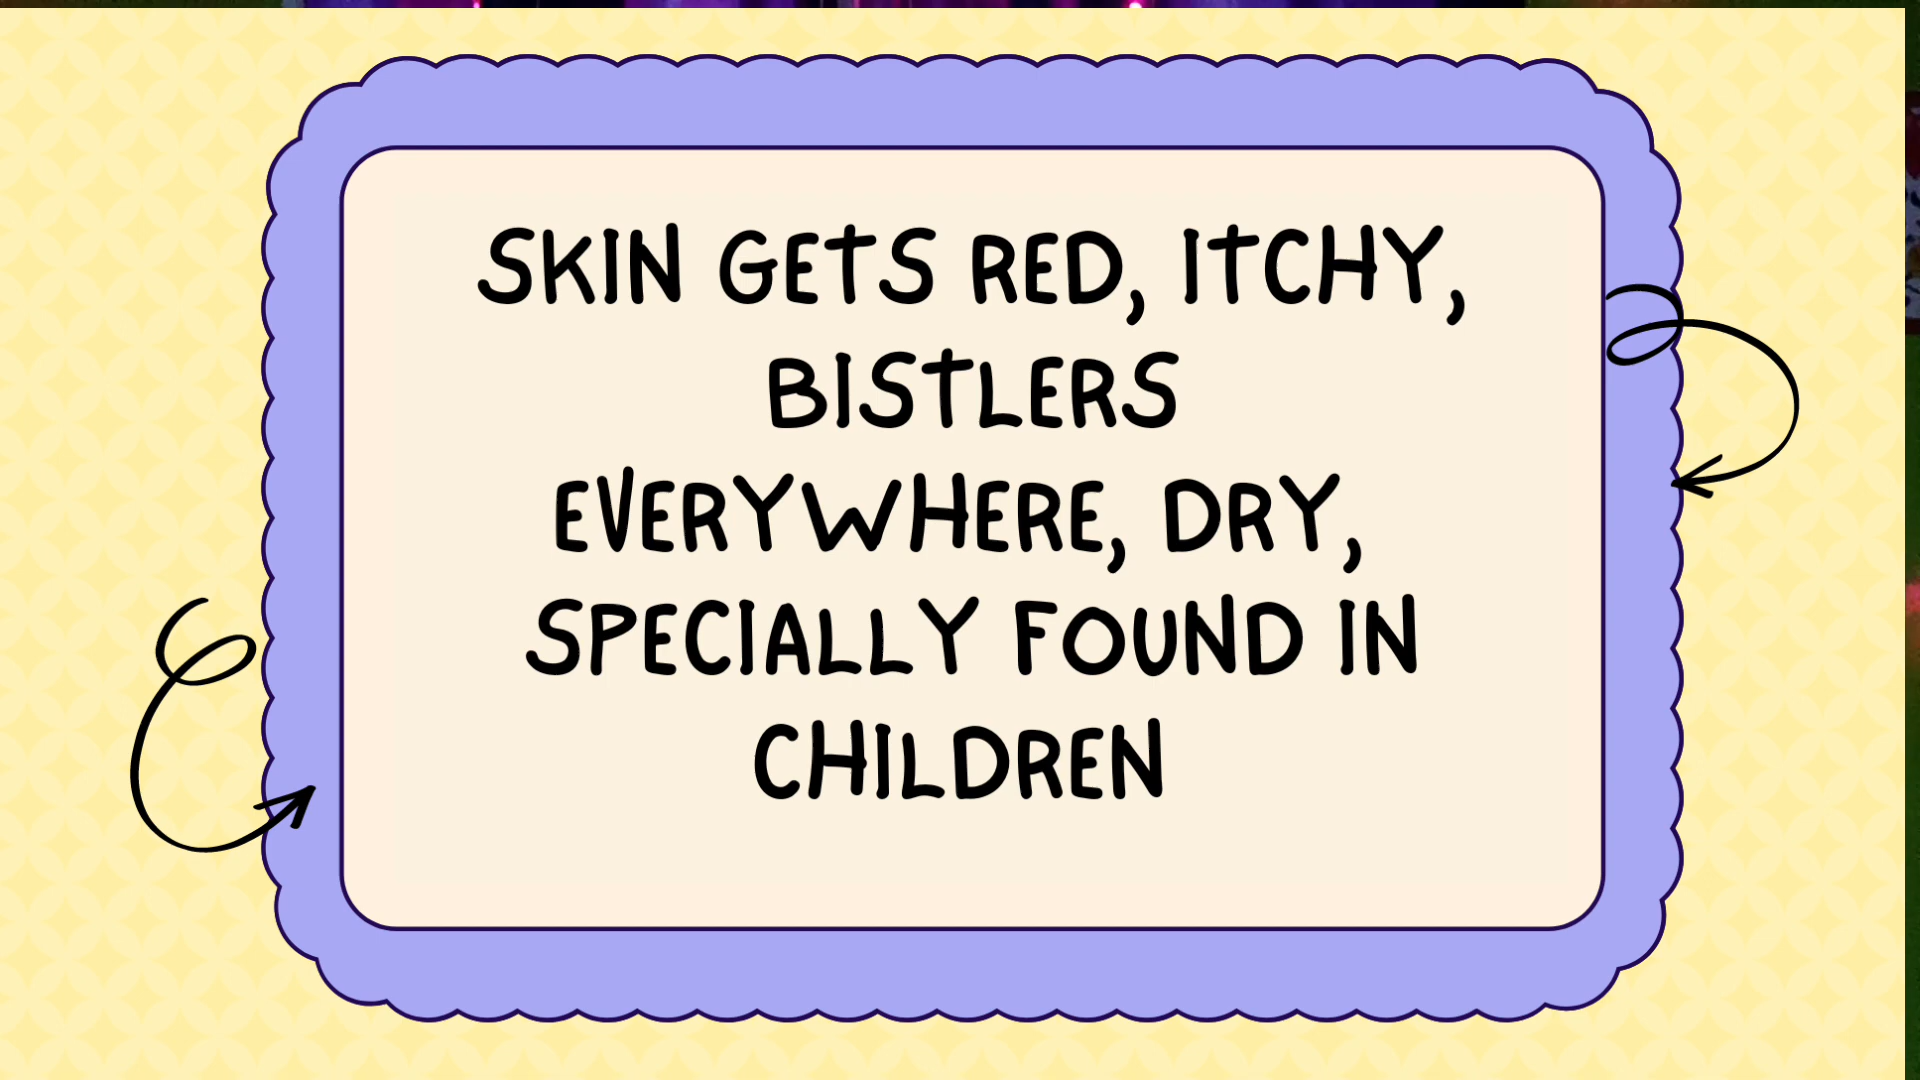 SKIN GETS RED, ITCHY,
BISTLERS
EVERYWHERE, DRY,
SPECIALLY FOUND IN
CHILDREN